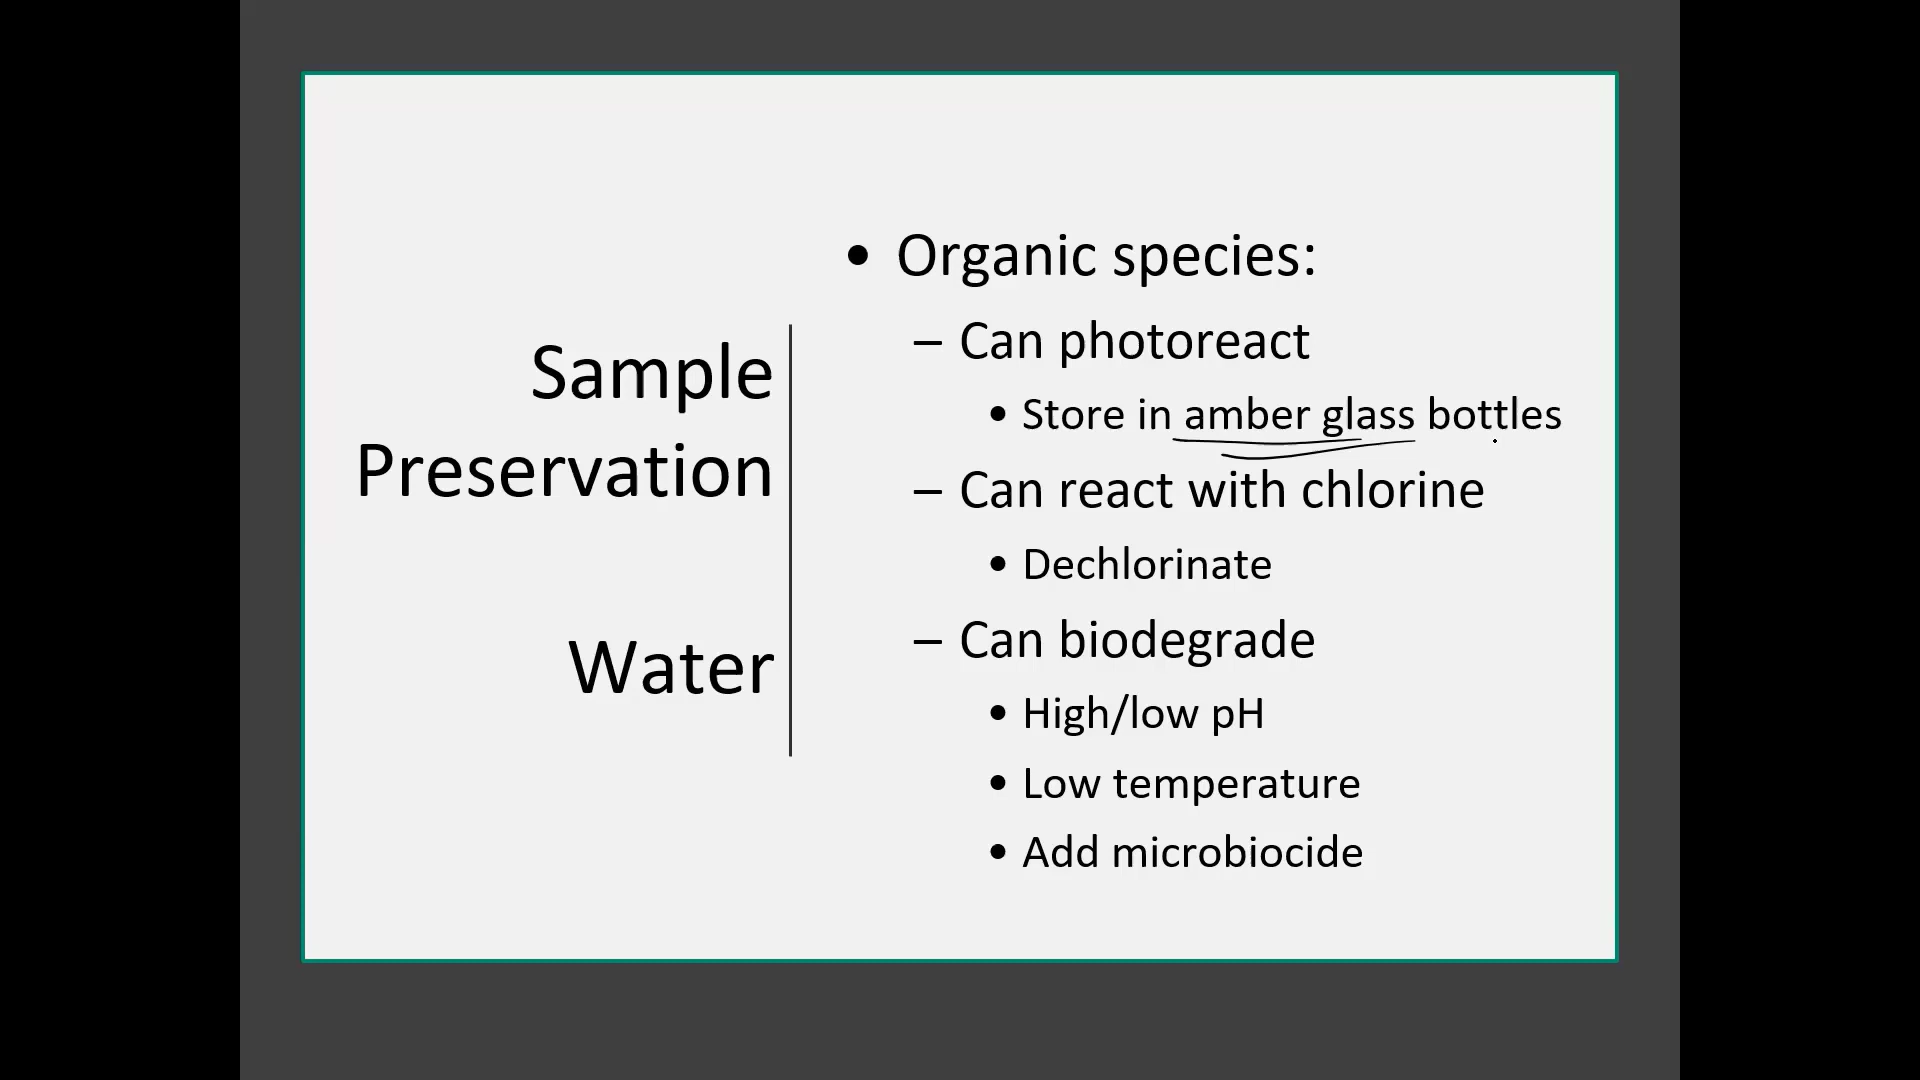 Sample
Preservation
Water
• Organic species:
– Can photoreact
• Store in amber glass bottles
– Can react with chlorine
• Dechlorinate
– Can biodegrade
• High/low pH
• Low temperature
• Add microbiocide